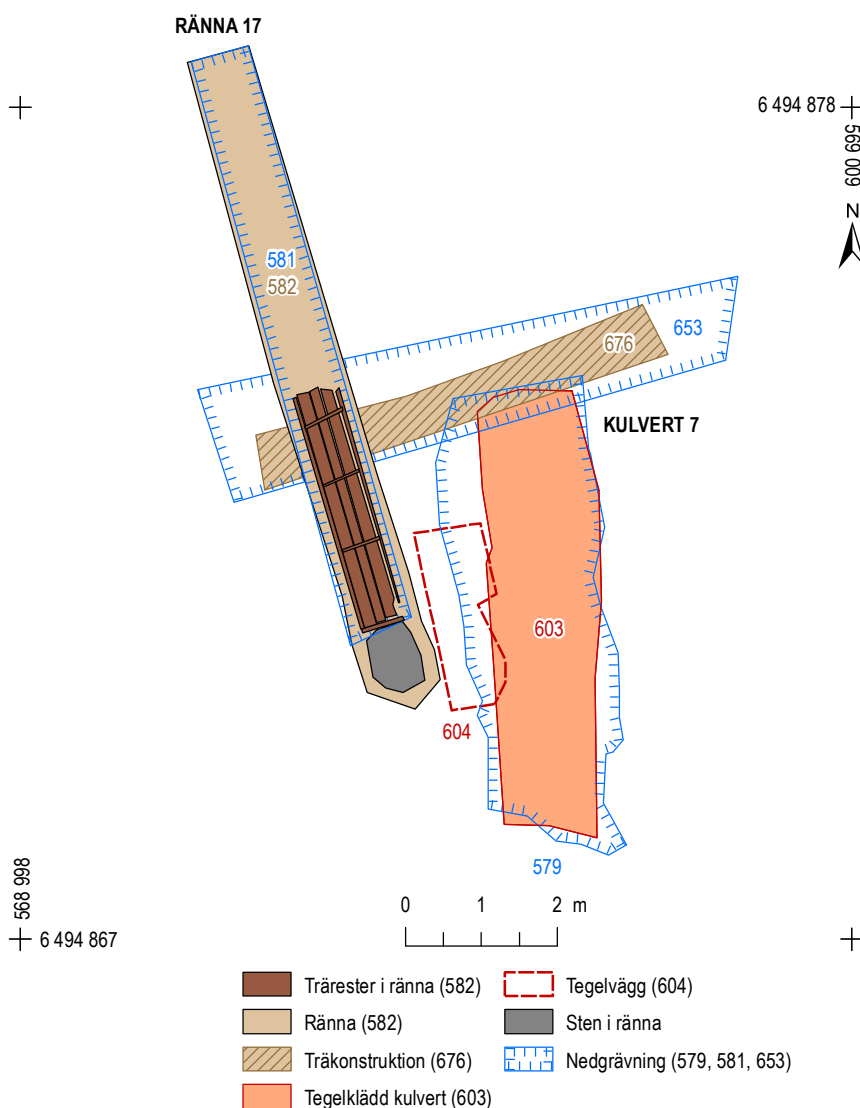 RÄNNA 17
6 494 878
569 009
N
581
582
653
676
KULVERT 7
603
604
579
568 998
6 494 867
0 1 2 m
Trärester i ränna (582)
Ränna (582)
Träkonstruktion (676)
Tegelklädd kulvert (603)
Tegelvägg (604)
Sten i ränna
Nedgrävning (579, 581, 653)